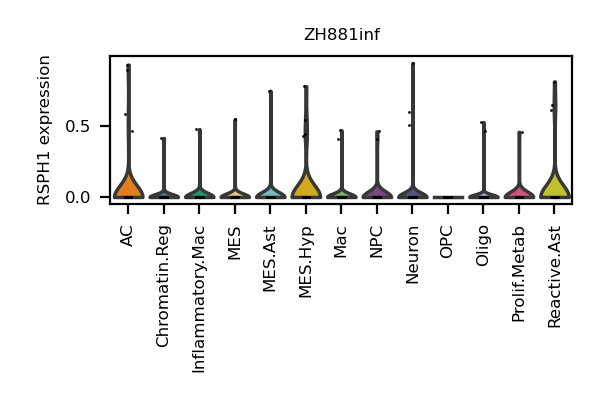 ZH881inf
RSPH1 expression
0.5
0.0
AC
Chromatin.Reg
Inflammatory.Mac
MES
MES.Ast
MES.Hyp
Mac
NPC
Neuron
OPC
Oligo
Prolif.Metab
Reactive.Ast